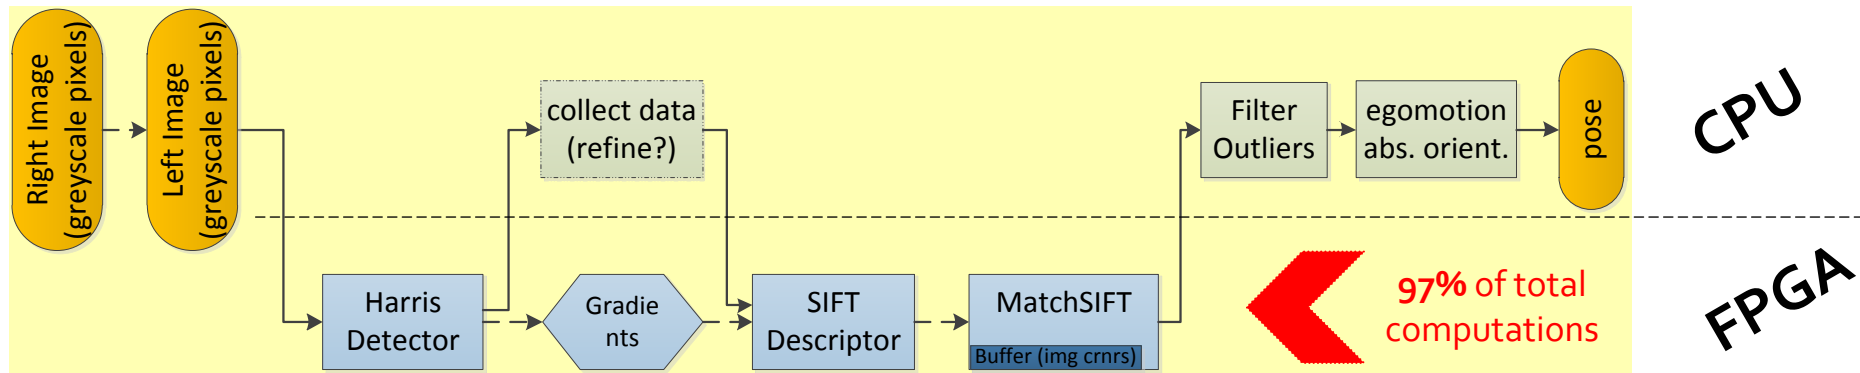 Right Image
(greyscale pixels)
Left Image
(greyscale pixels)
collect data
(refine?)
Filter
Outliers
egomotion
abs. orient.
pose
CPU
Harris
Detector
Gradie
nts
SIFT
Descriptor
MatchSIFT
Buffer (img crnrs)
97% of total
computations
FPGA